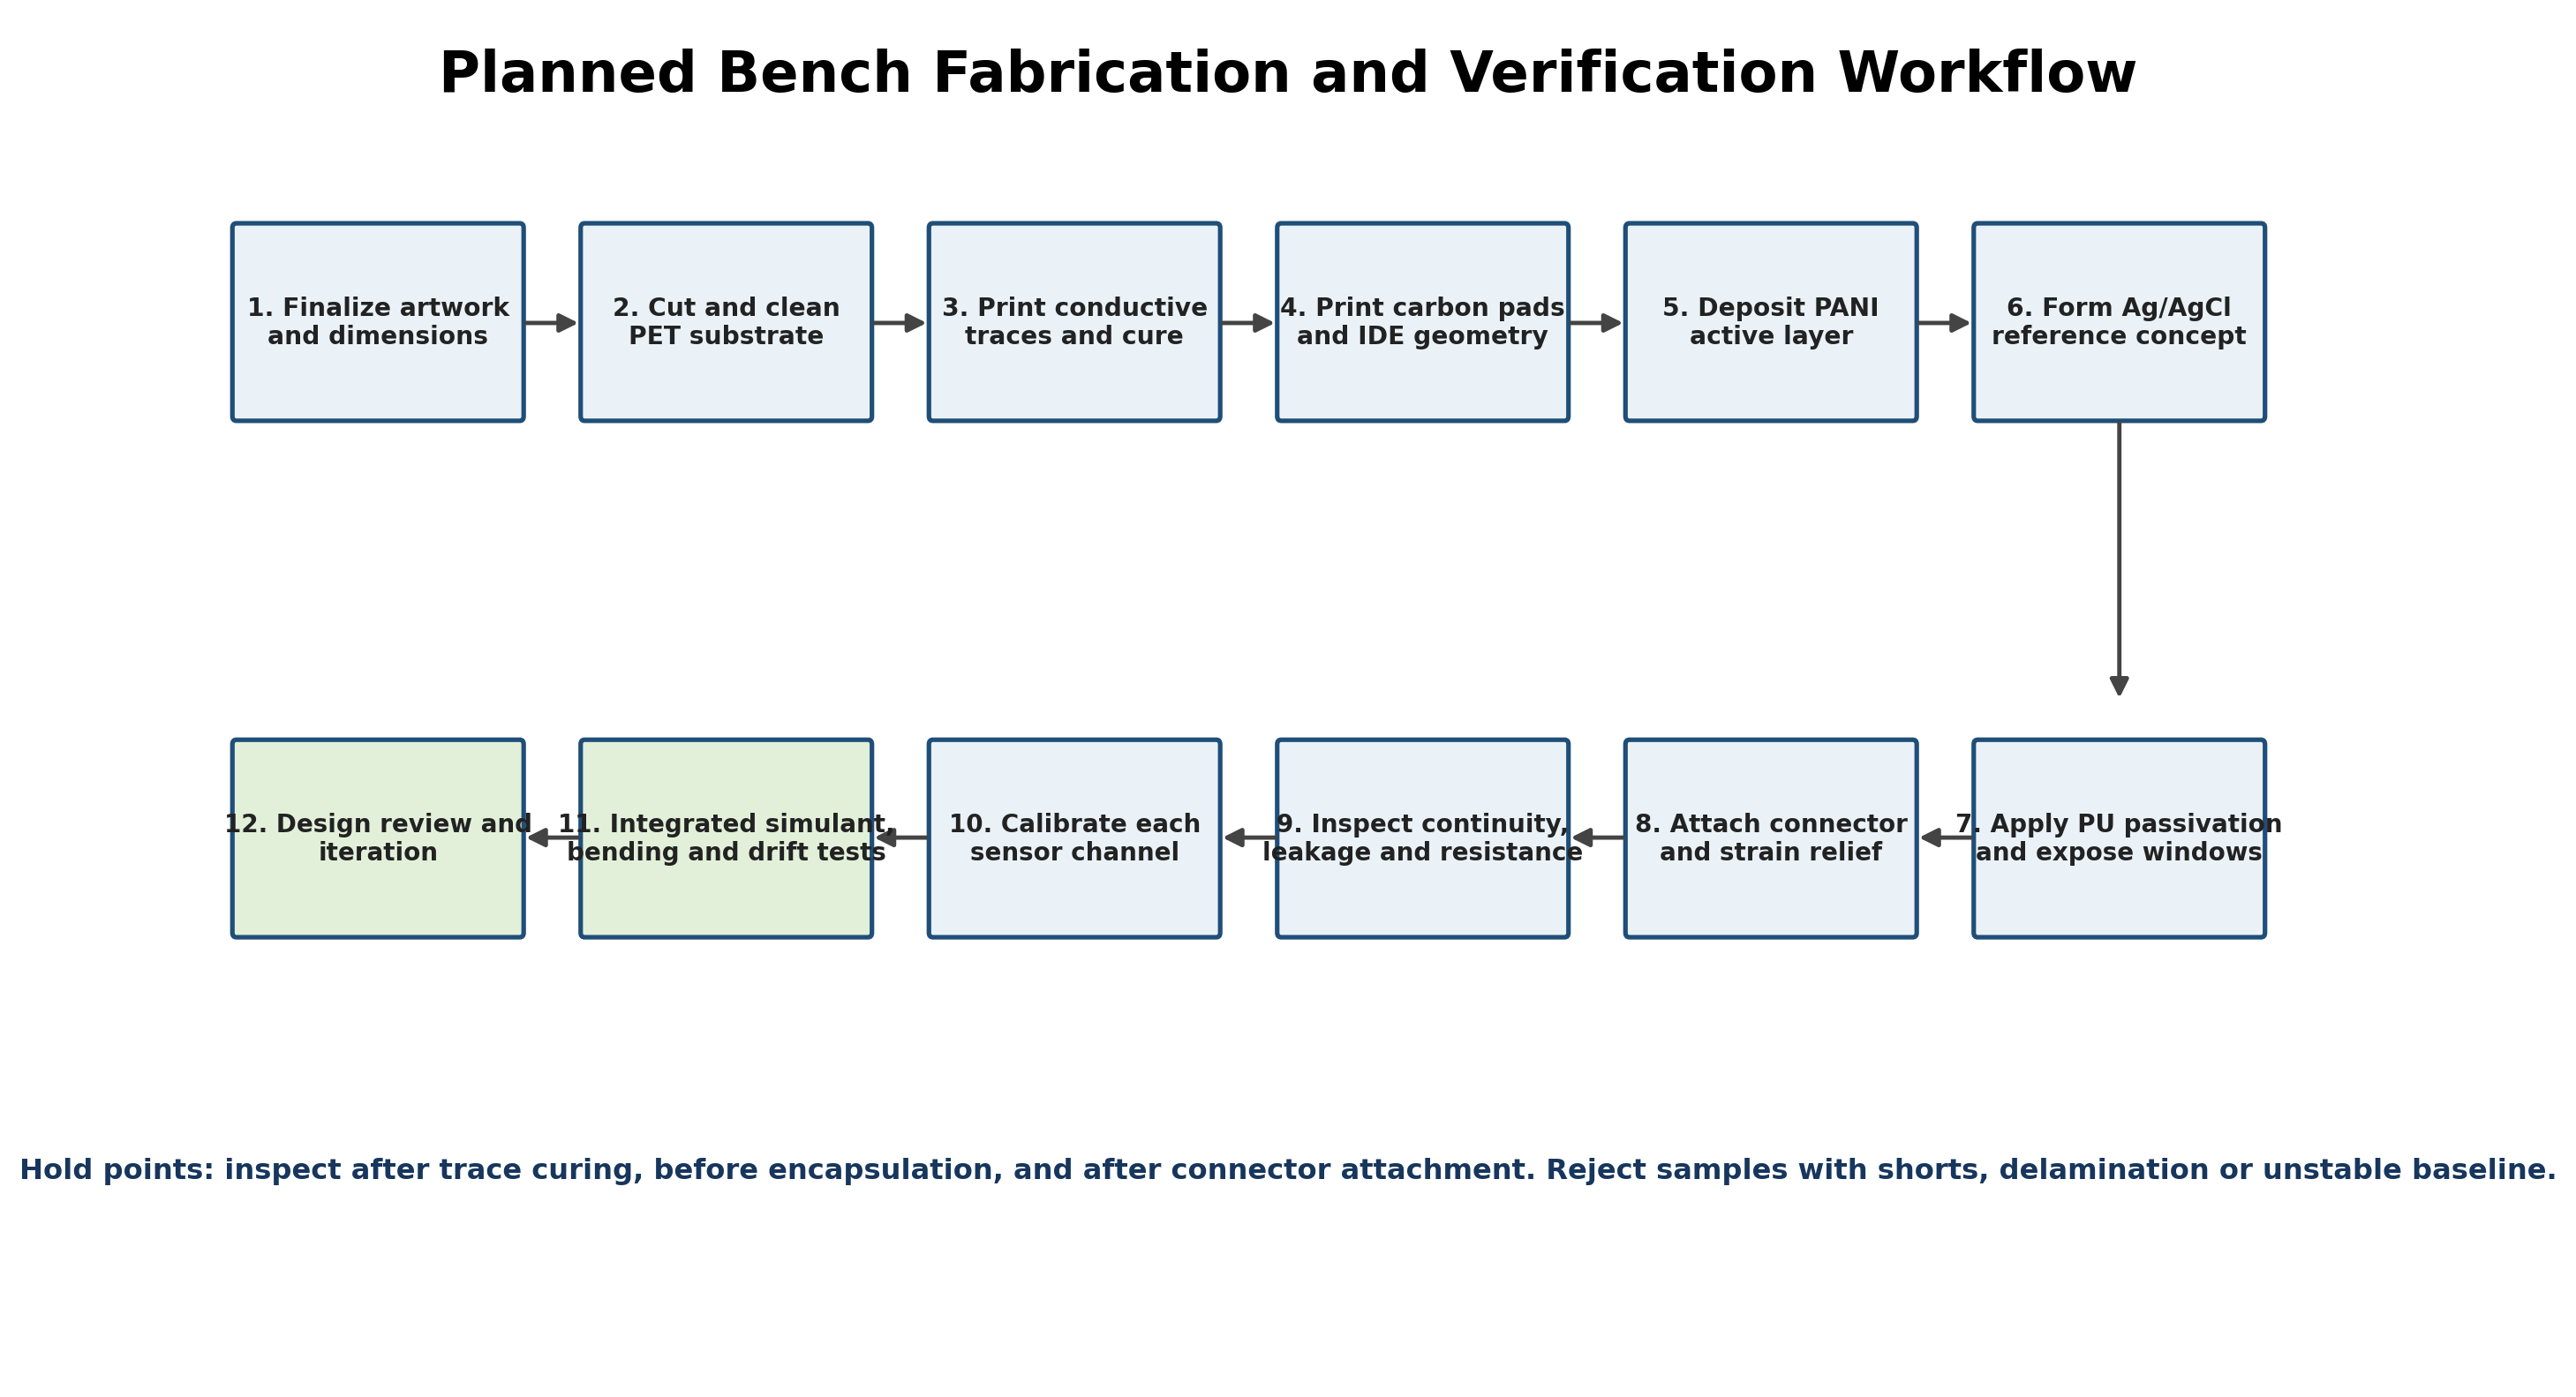 Planned Bench Fabrication and Verification Workflow
1. Finalize artwork
and dimensions
2. Cut and clean
PET substrate
3. Print conductive
traces and cure
4. Print carbon pads
and IDE geometry
5. Deposit PANI
active layer
6. Form Ag/AgCl
reference concept
7. Apply PU passivation
and expose windows
8. Attach connector
and strain relief
9. Inspect continuity,
leakage and resistance
10. Calibrate each
sensor channel
11. Integrated simulant,
bending and drift tests
12. Design review and
iteration
Hold points: inspect after trace curing, before encapsulation, and after connector attachment. Reject samples with shorts, delamination or unstable baseline.